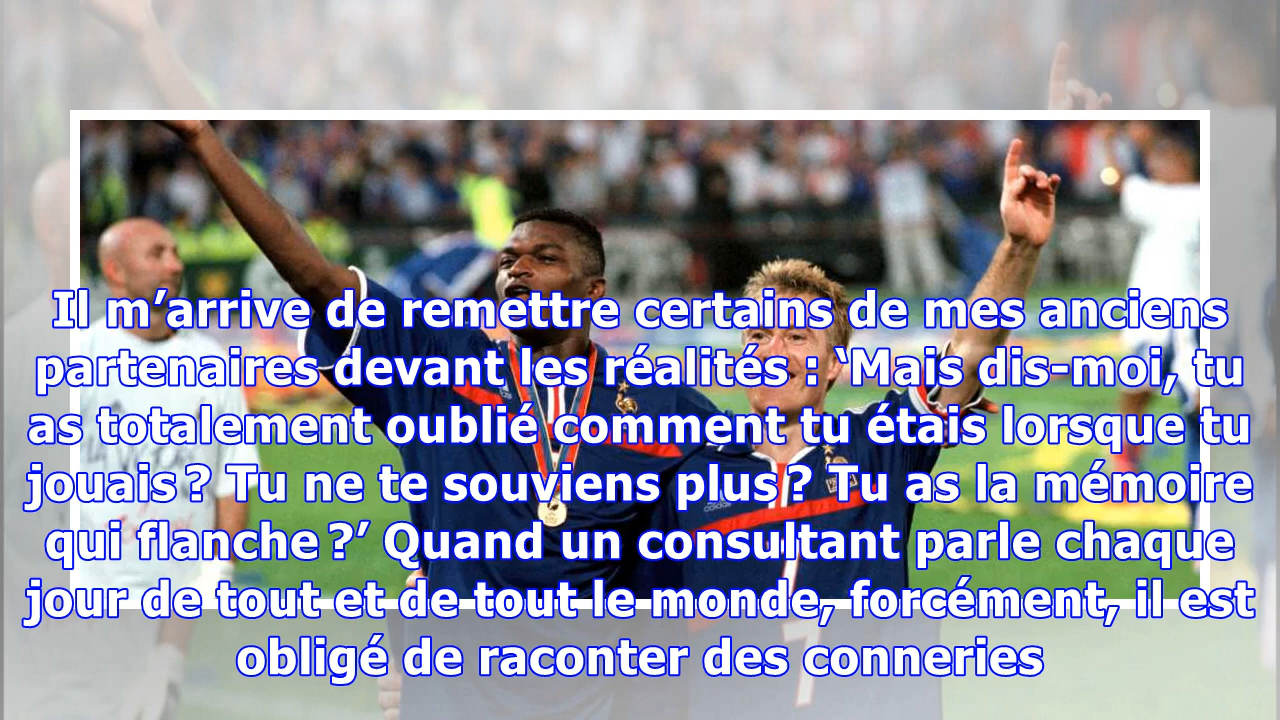 Il m’arrive de remettre certains de mes anciens
partenaires devant les réalités : ‘Mais dis-moi, tu
as totalement oublié comment tu étais lorsque tu
jouais ? Tu ne te souviens plus ? Tu as la mémoire
qui flanche ?’ Quand un consultant parle chaque
jour de tout et de tout le monde, forcément, il est
obligé de raconter des conneries
7